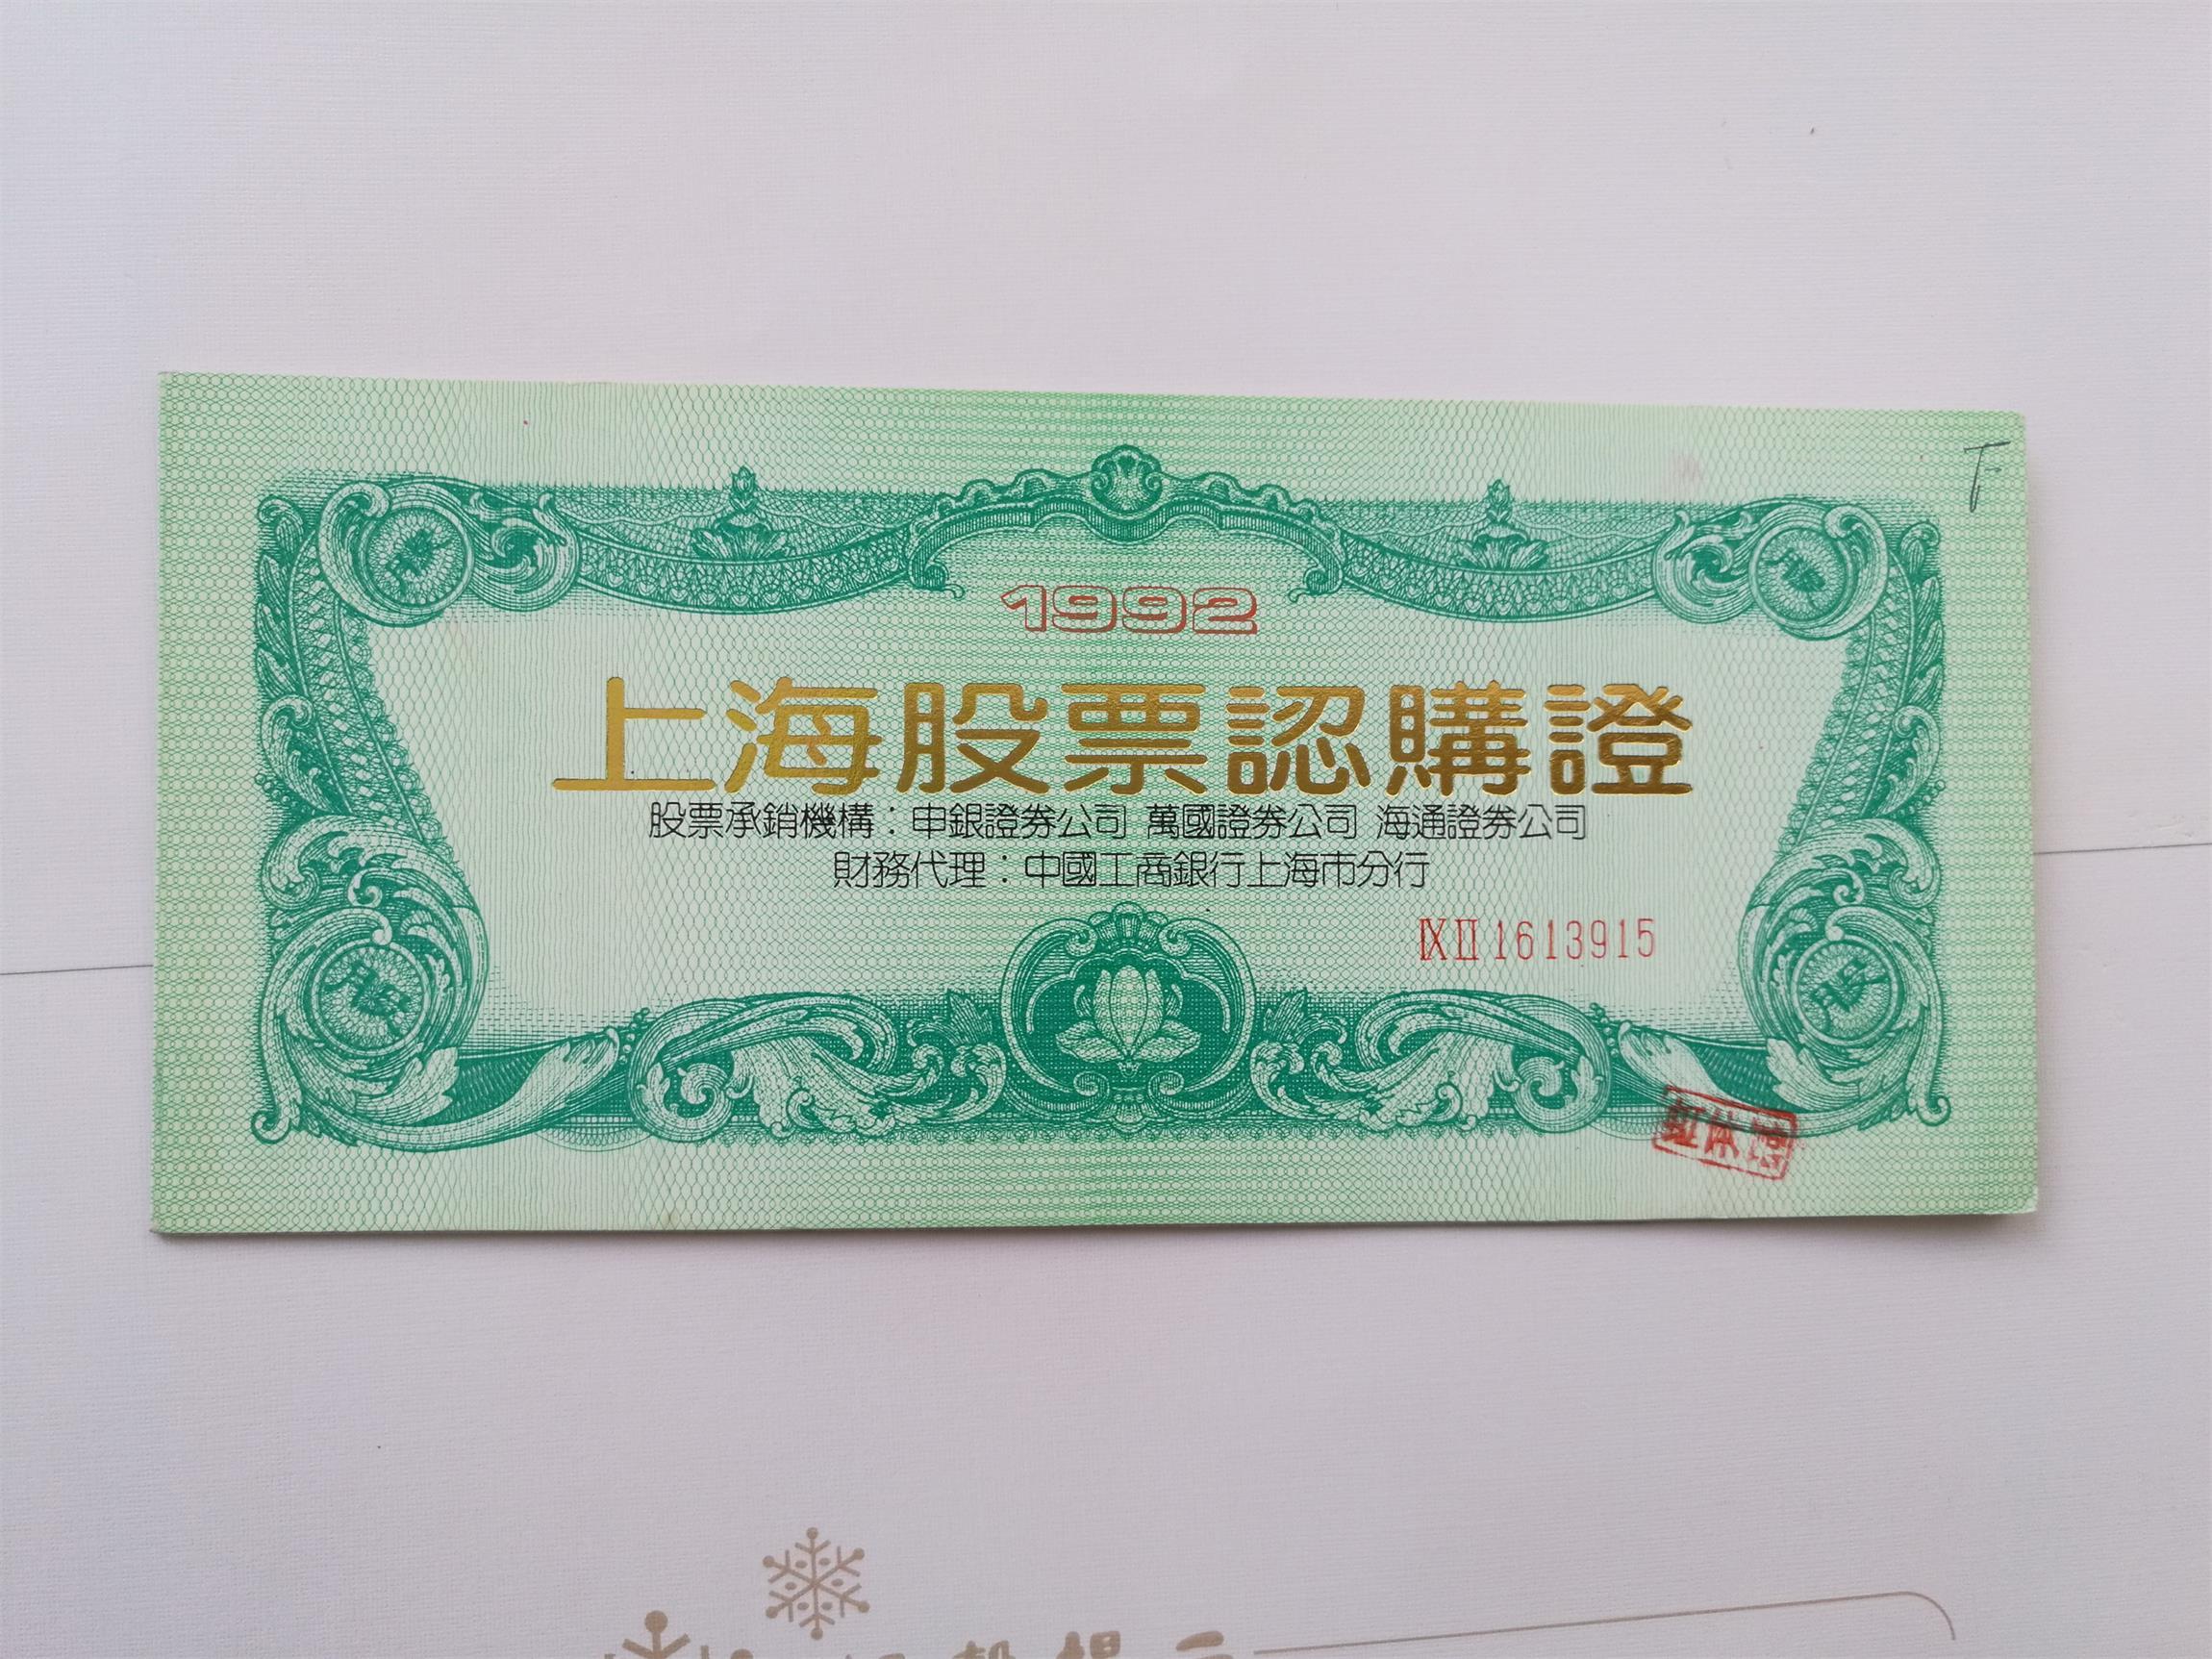 1992
上海股票認購證
股票承銷機構：申銀證券公司 萬國證券公司 海通證券公司
財務代理：中國工商銀行上海市分行
IXII 1613915
股
股